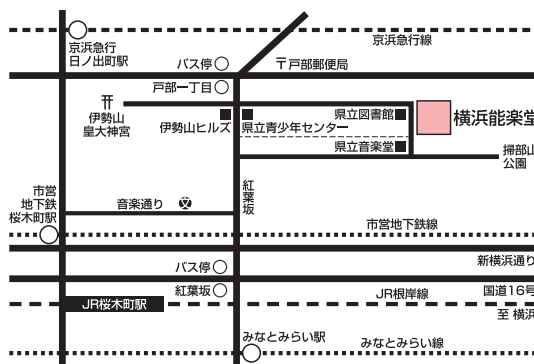 京浜急行線
京浜急行
日ノ出町駅
バス停
〒戸部郵便局
戸部一丁目
伊勢山
皇大神宮
伊勢山ヒルズ
県立青少年センター
県立図書館
横浜能楽堂
県立音楽堂
掃部山
公園
紅葉坂
市営
地下鉄
桜木町駅
音楽通り
市営地下鉄線
新横浜通り
バス停
紅葉坂
国道16号
JR桜木町駅
JR根岸線
至 横浜
みなとみらい駅
みなとみらい線